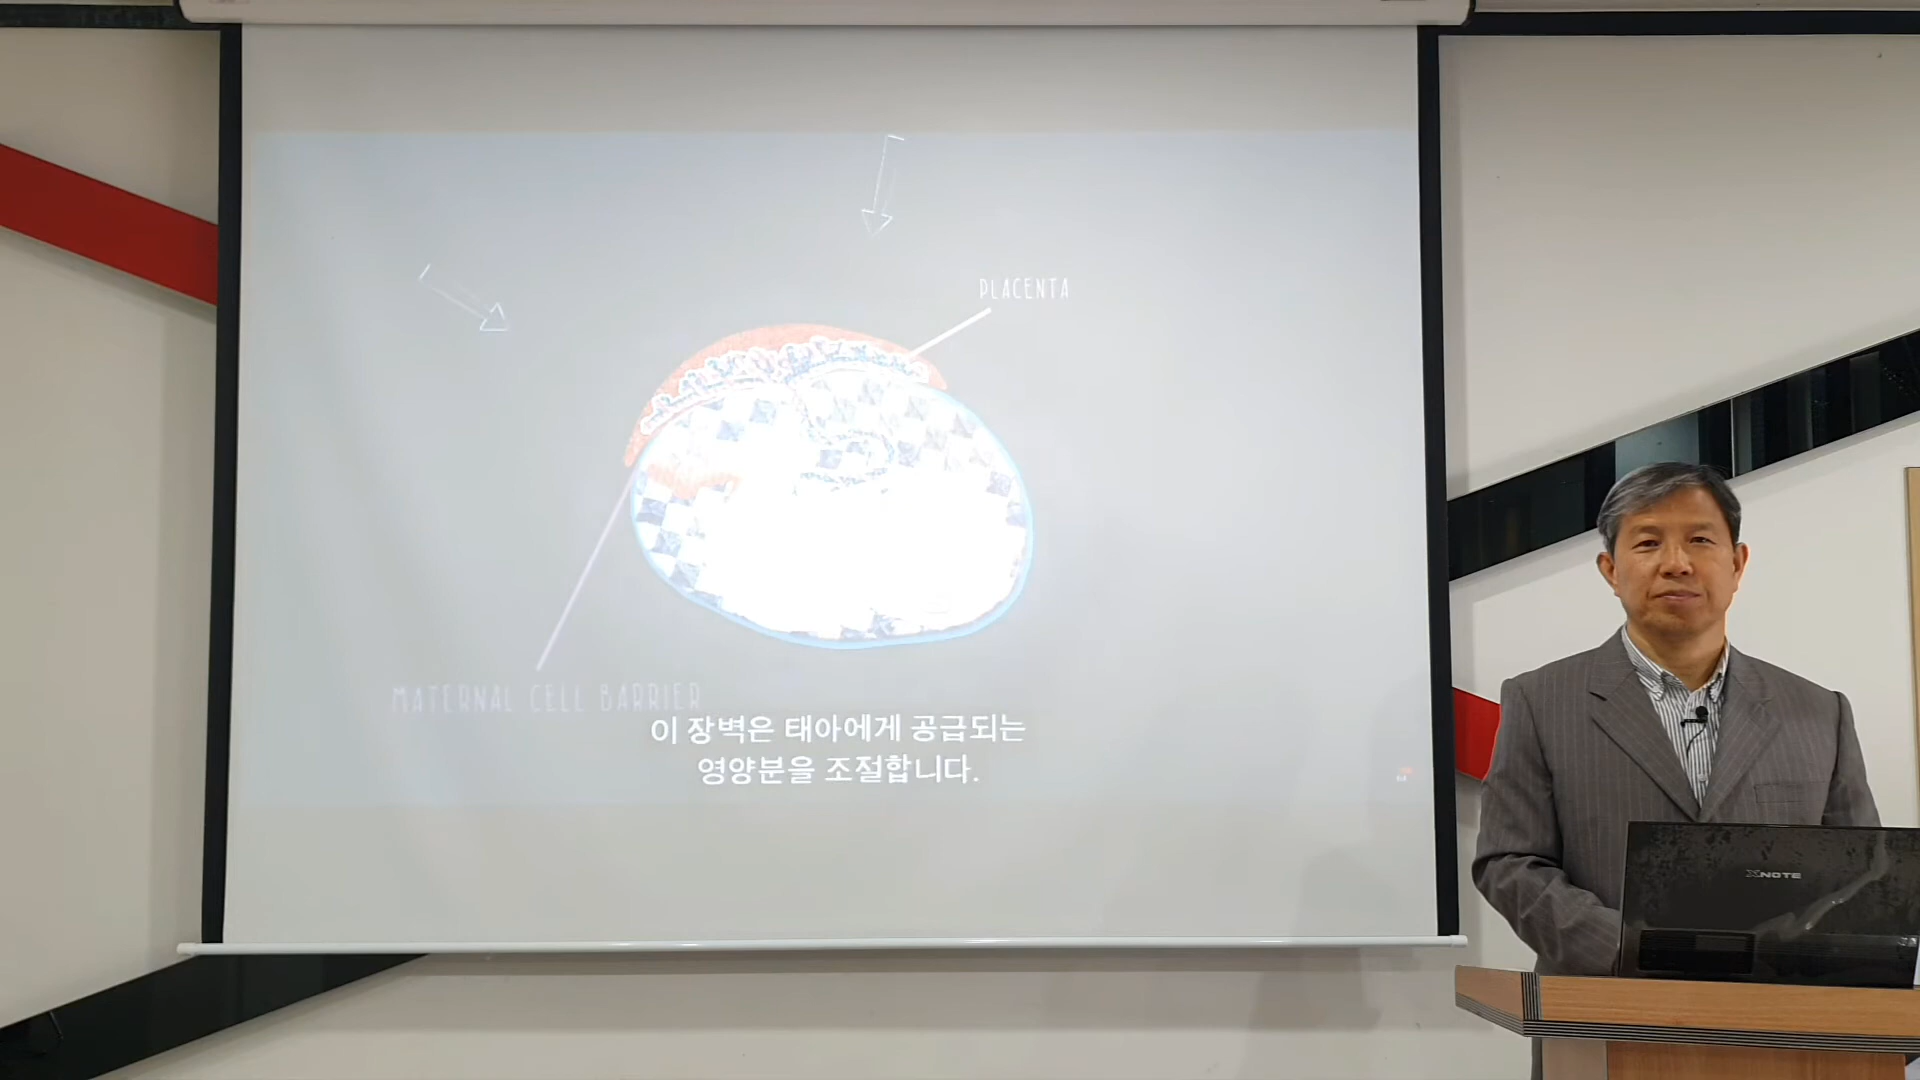 PLACENTA
MATERNAL CELL BARRIER
이 장벽은 태아에게 공급되는
영양분을 조절합니다.
XNOTE